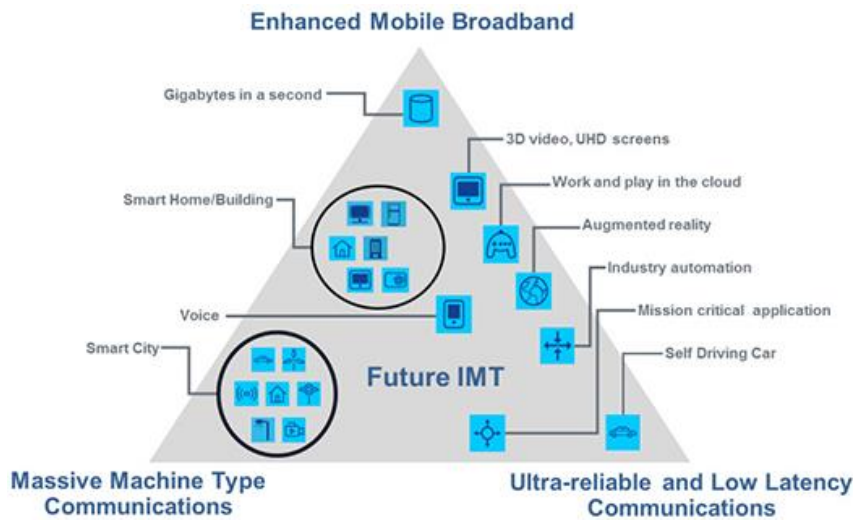 Enhanced Mobile Broadband
Gigabytes in a second
3D video, UHD screens
Work and play in the cloud
Smart Home/Building
Augmented reality
Industry automation
Mission critical application
Voice
Smart City
Self Driving Car
Future IMT
Massive Machine Type
Communications
Ultra-reliable and Low Latency
Communications